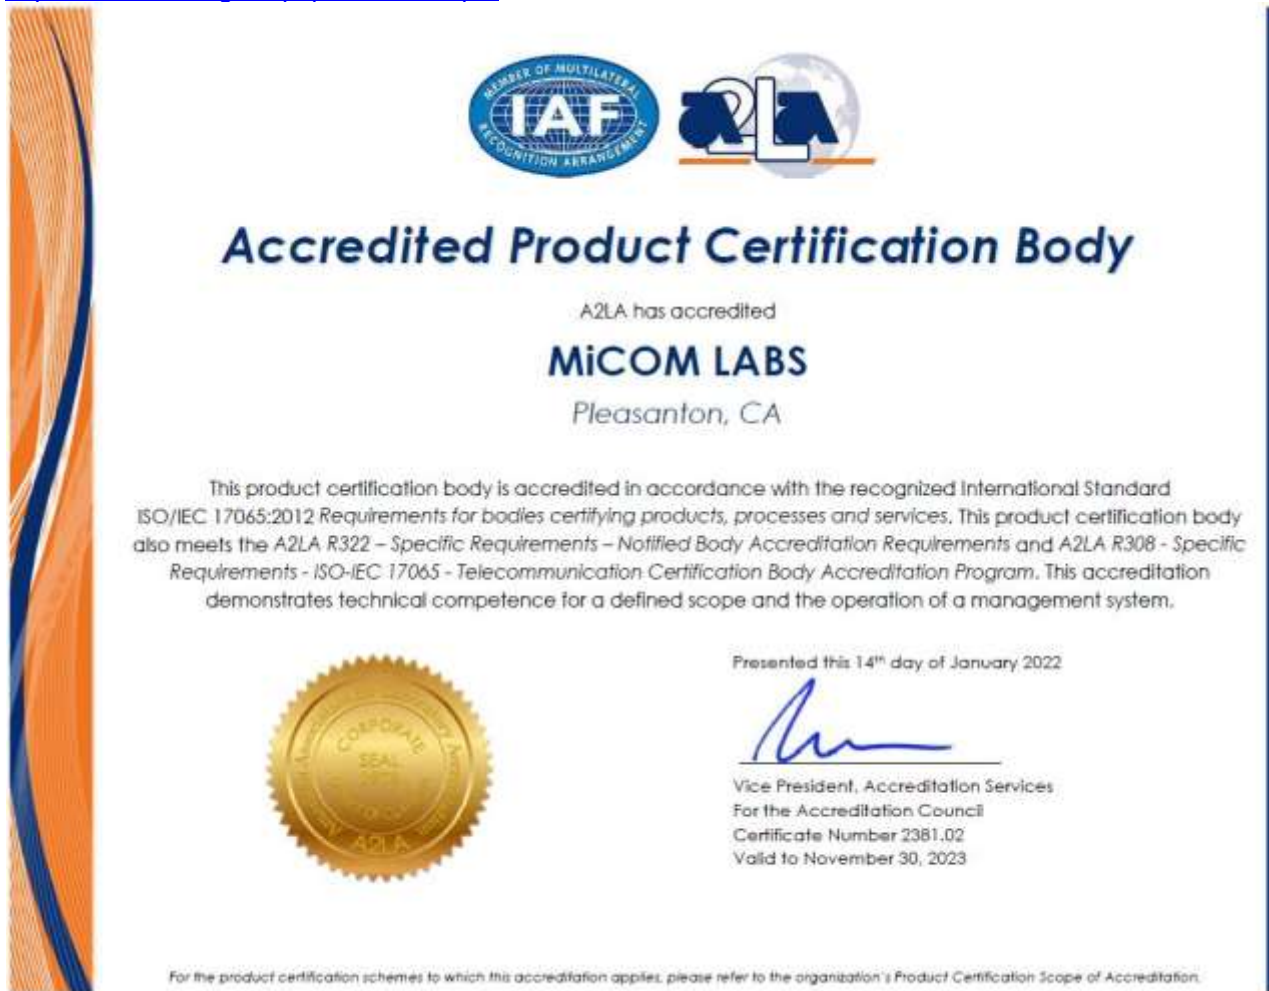 MEMBER OF MULTILATERAL
IAF
RECOGNITION ARRANGEMENT
A2LA
Accredited Product Certification Body
A2LA has accredited
MiCOM LABS
Pleasanton, CA
This product certification body is accredited in accordance with the recognized International Standard
ISO/IEC 17065:2012 Requirements for bodies certifying products, processes and services. This product certification body
also meets the A2LA R322 – Specific Requirements – Notified Body Accreditation Requirements and A2LA R308 - Specific
Requirements - ISO-IEC 17065 - Telecommunication Certification Body Accreditation Program. This accreditation
demonstrates technical competence for a defined scope and the operation of a management system.
CORPORATE
SEAL
A2LA
Presented this 14th day of January 2022
Vice President, Accreditation Services
For the Accreditation Council
Certificate Number 2381.02
Valid to November 30, 2023
For the product certification schemes to which this accreditation applies, please refer to the organization's Product Certification Scope of Accreditation.